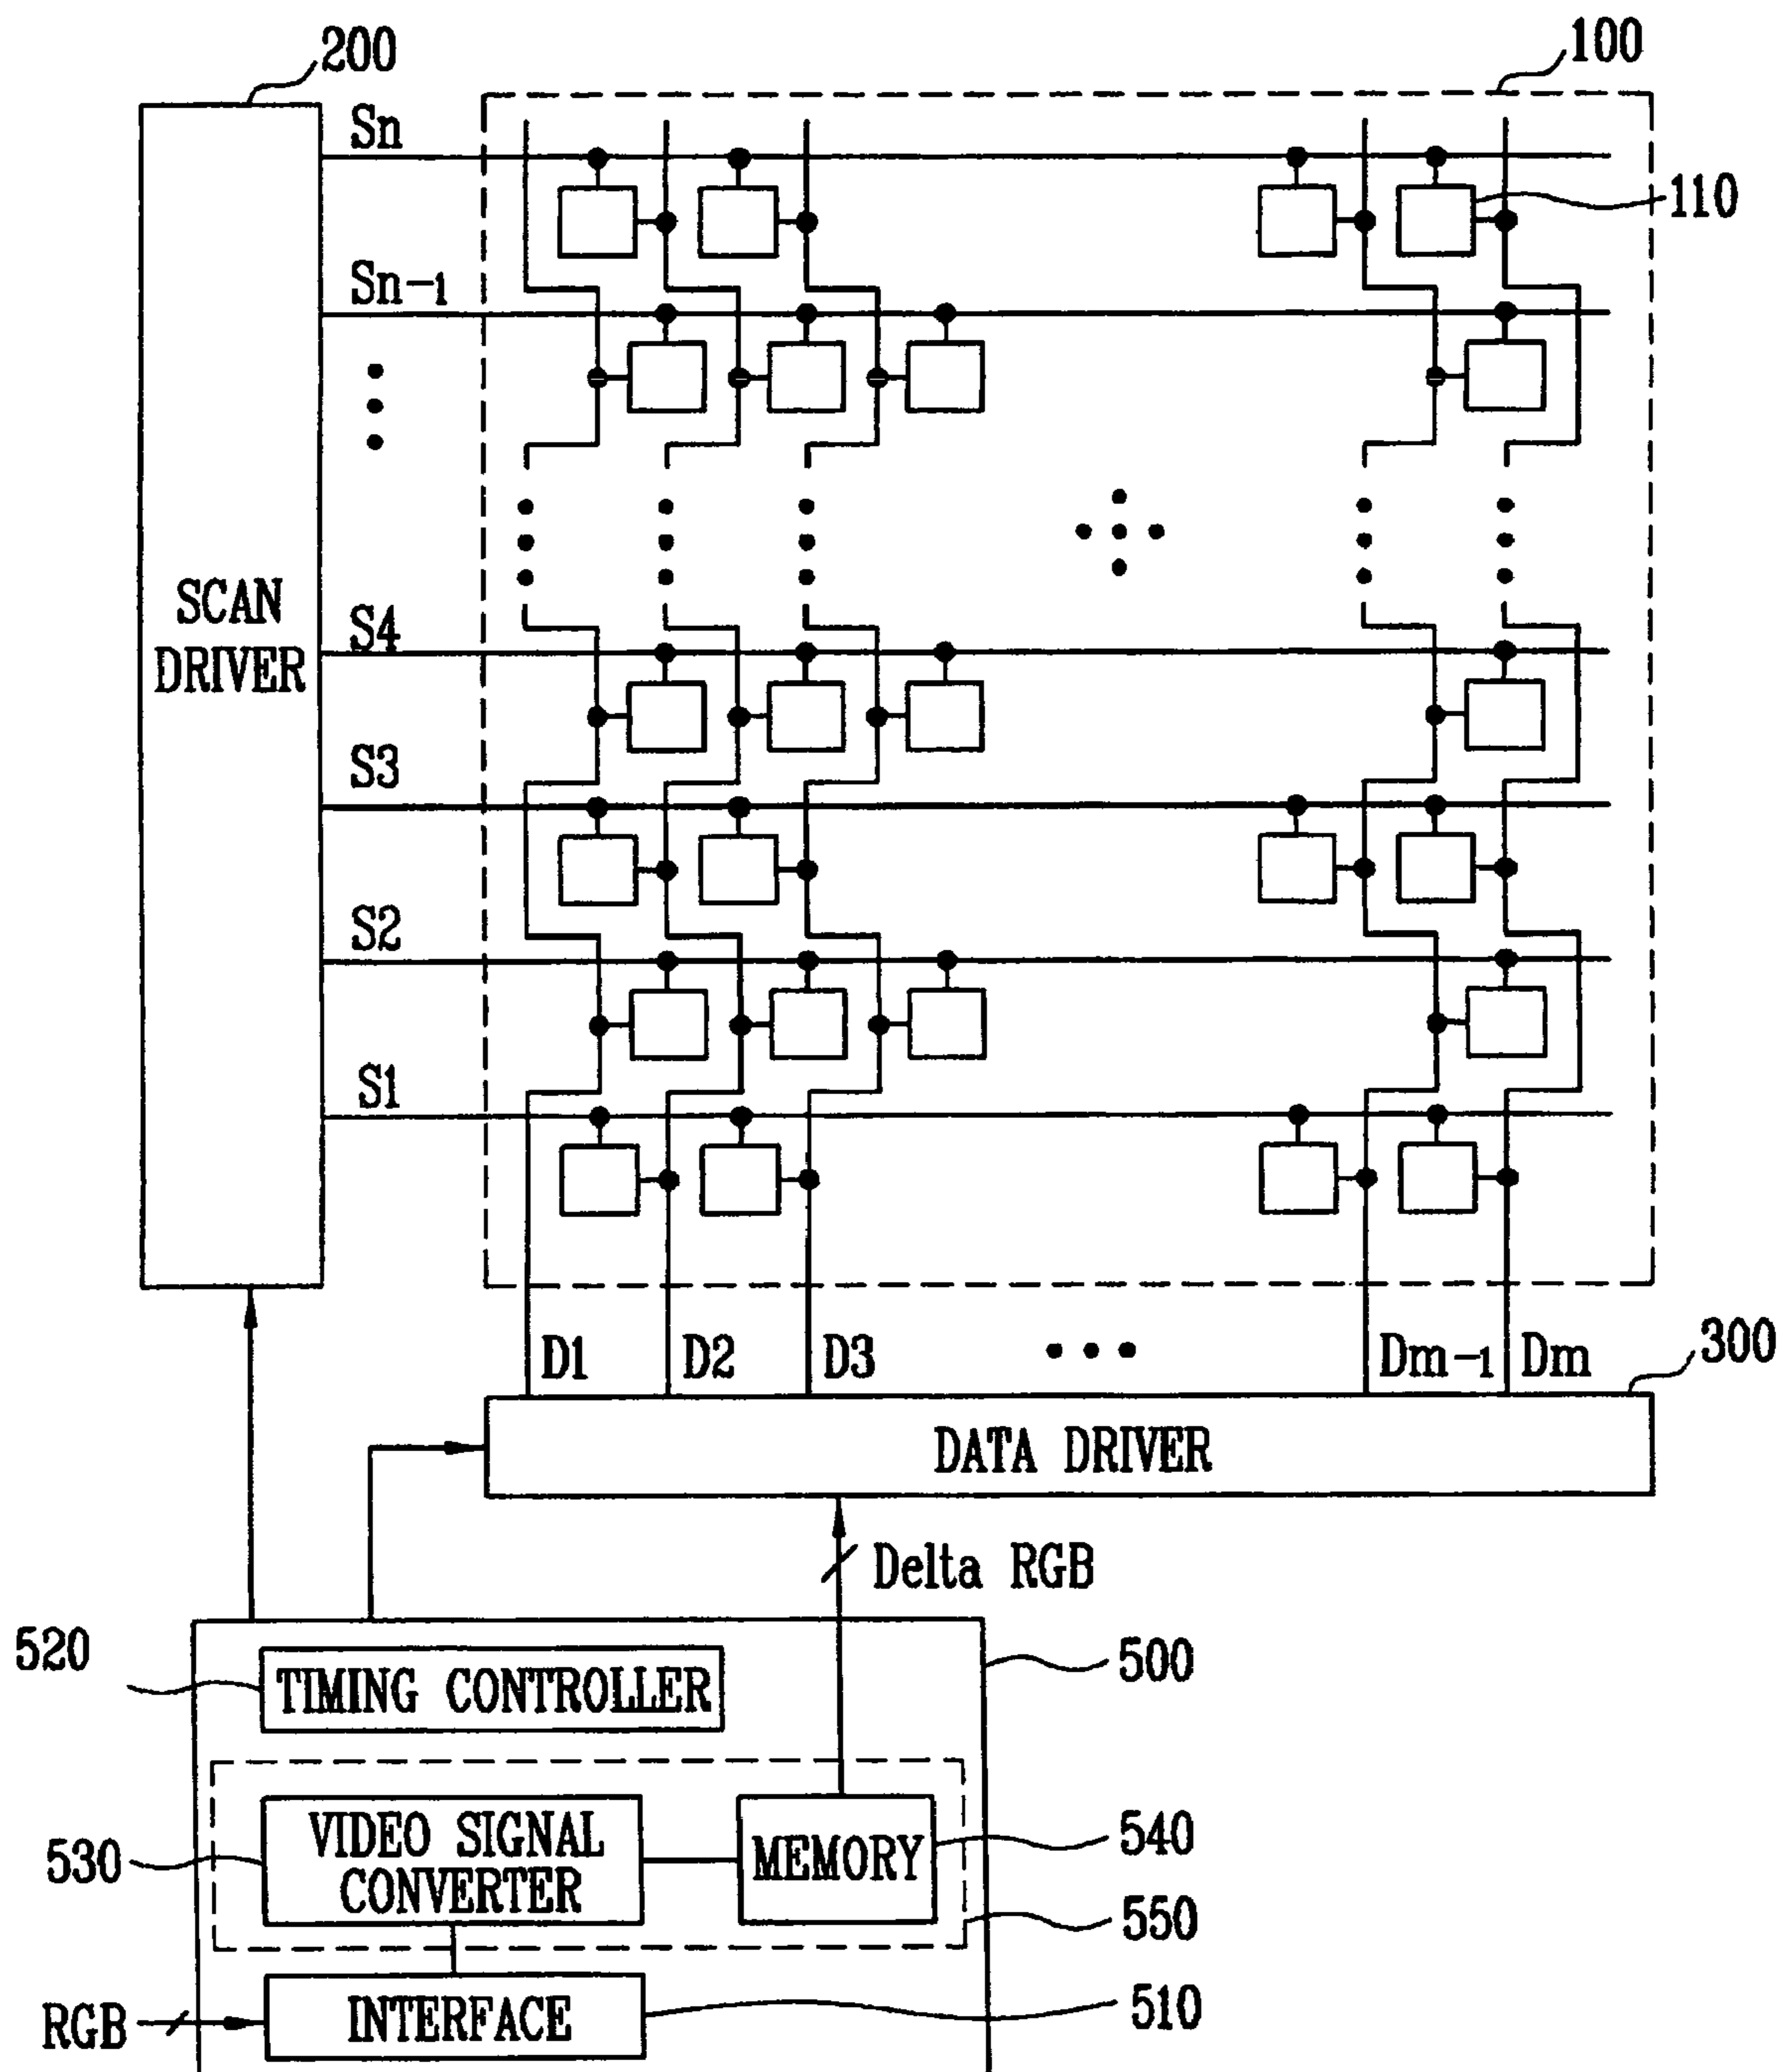 200
100
Sn
110
Sn-1
SCAN
DRIVER
S4
S3
S2
S1
D1
D2
D3
Dm-1
Dm
300
DATA DRIVER
Delta RGB
520
TIMING CONTROLLER
500
VIDEO SIGNAL
CONVERTER
MEMORY
540
530
550
RGB
INTERFACE
510